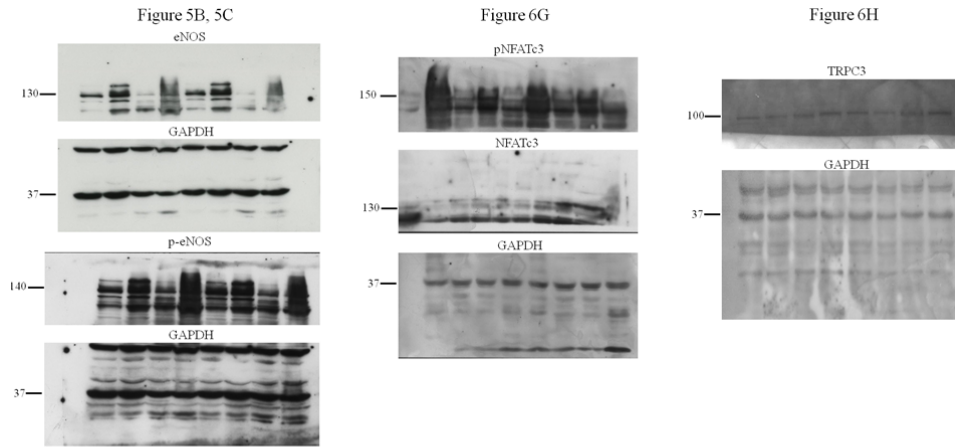 Figure 5B, 5C
eNOS
130
GAPDH
37
p-eNOS
140
GAPDH
37
Figure 6G
pNFATc3
150
NFATc3
130
GAPDH
37
Figure 6H
TRPC3
100
GAPDH
37